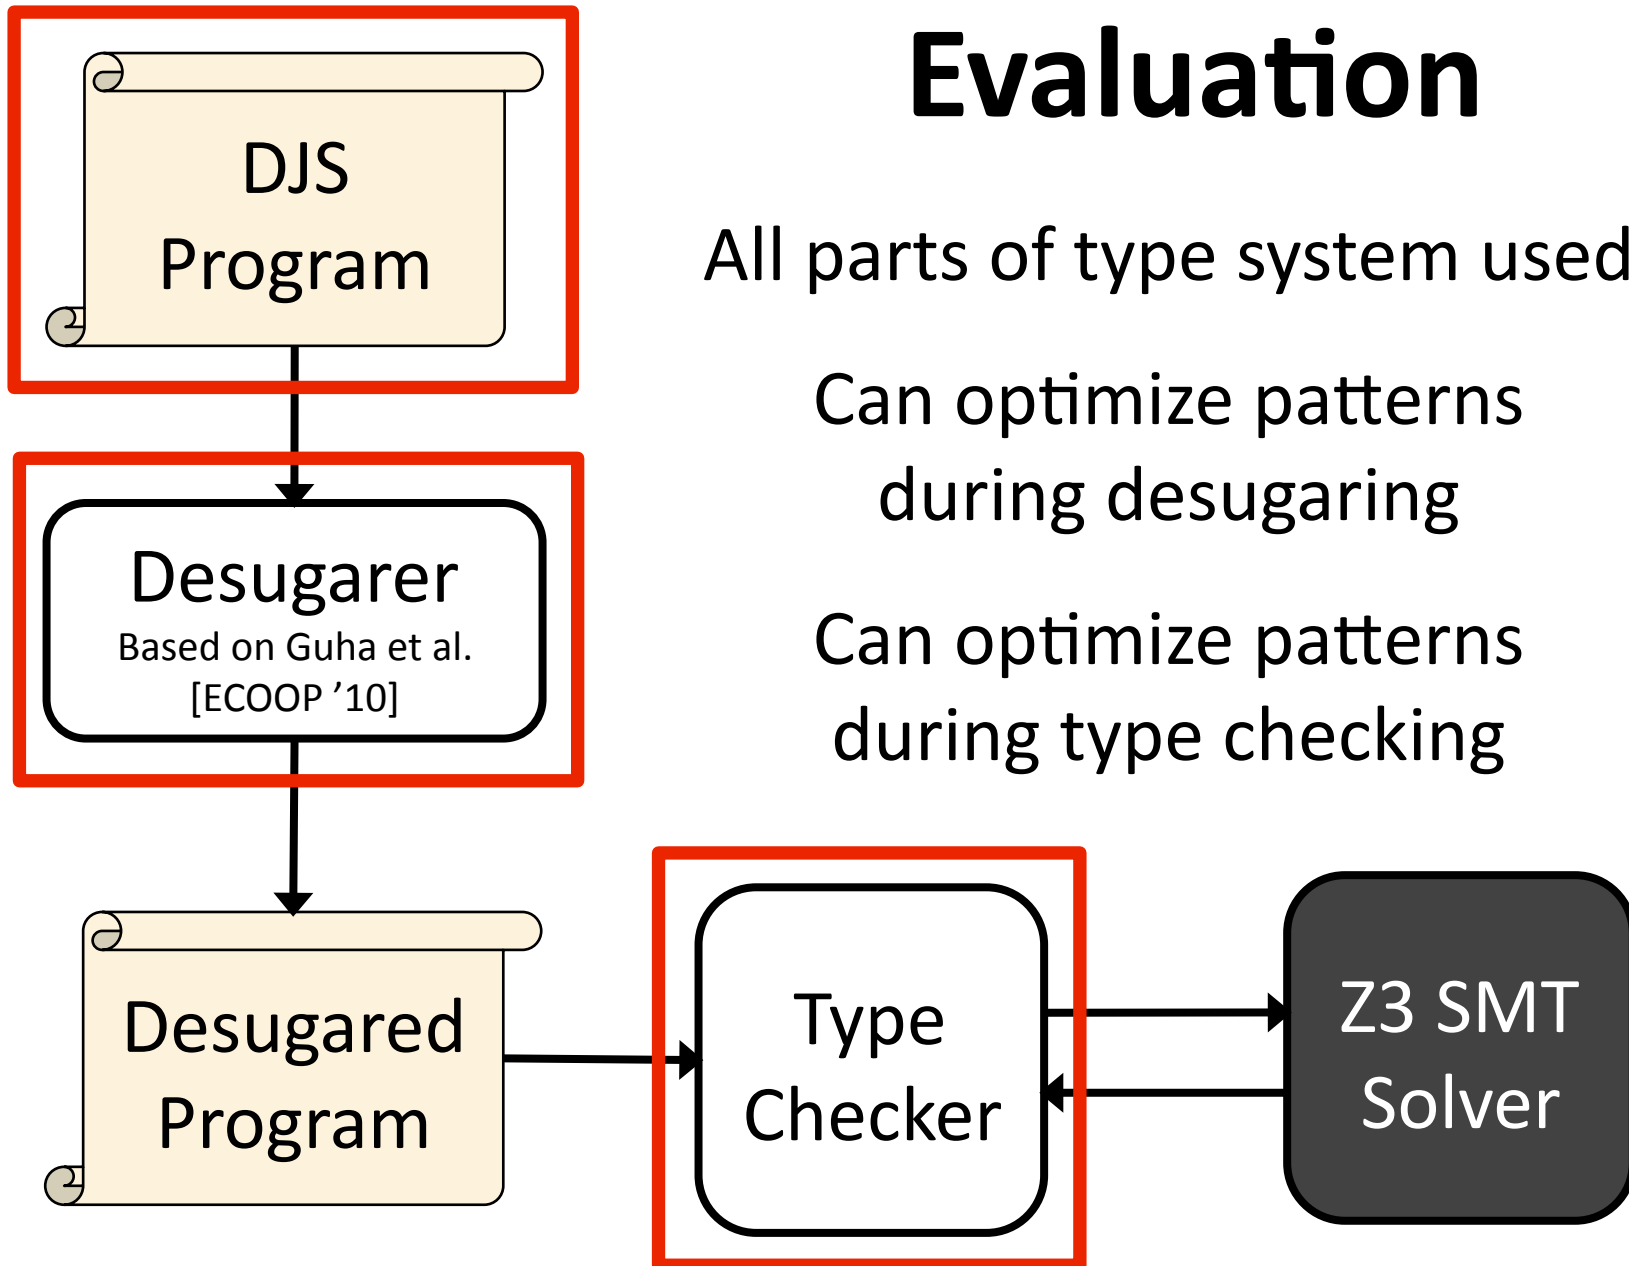 Evaluation
DJS
Program
All parts of type system used
Can optimize patterns
during desugaring
Desugarer
Based on Guha et al.
[ECOOP ’10]
Can optimize patterns
during type checking
Desugared
Program
Type
Checker
Z3 SMT
Solver